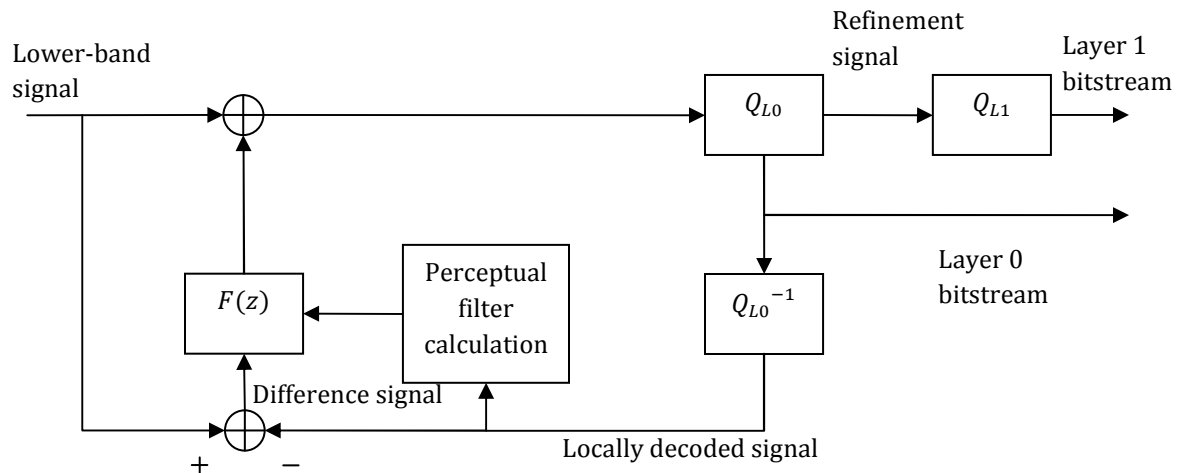 Lower-band
signal
Refinement
signal
Layer 1
bitstream
Q_{L0}
Q_{L1}
Layer 0
bitstream
F(z)
Perceptual
filter
calculation
Q_{L0}^{-1}
Difference signal
Locally decoded signal
+ −